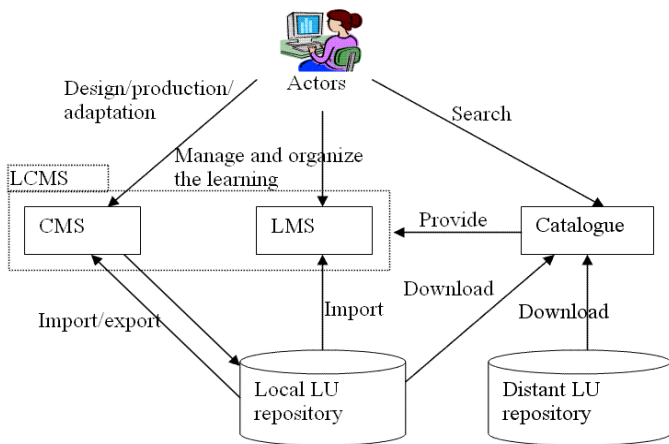 Actors
Design/production/
adaptation
Search
Manage and organize
the learning
LCMS
CMS
LMS
Provide
Catalogue
Import/export
Import
Download
Download
Local LU
repository
Distant LU
repository